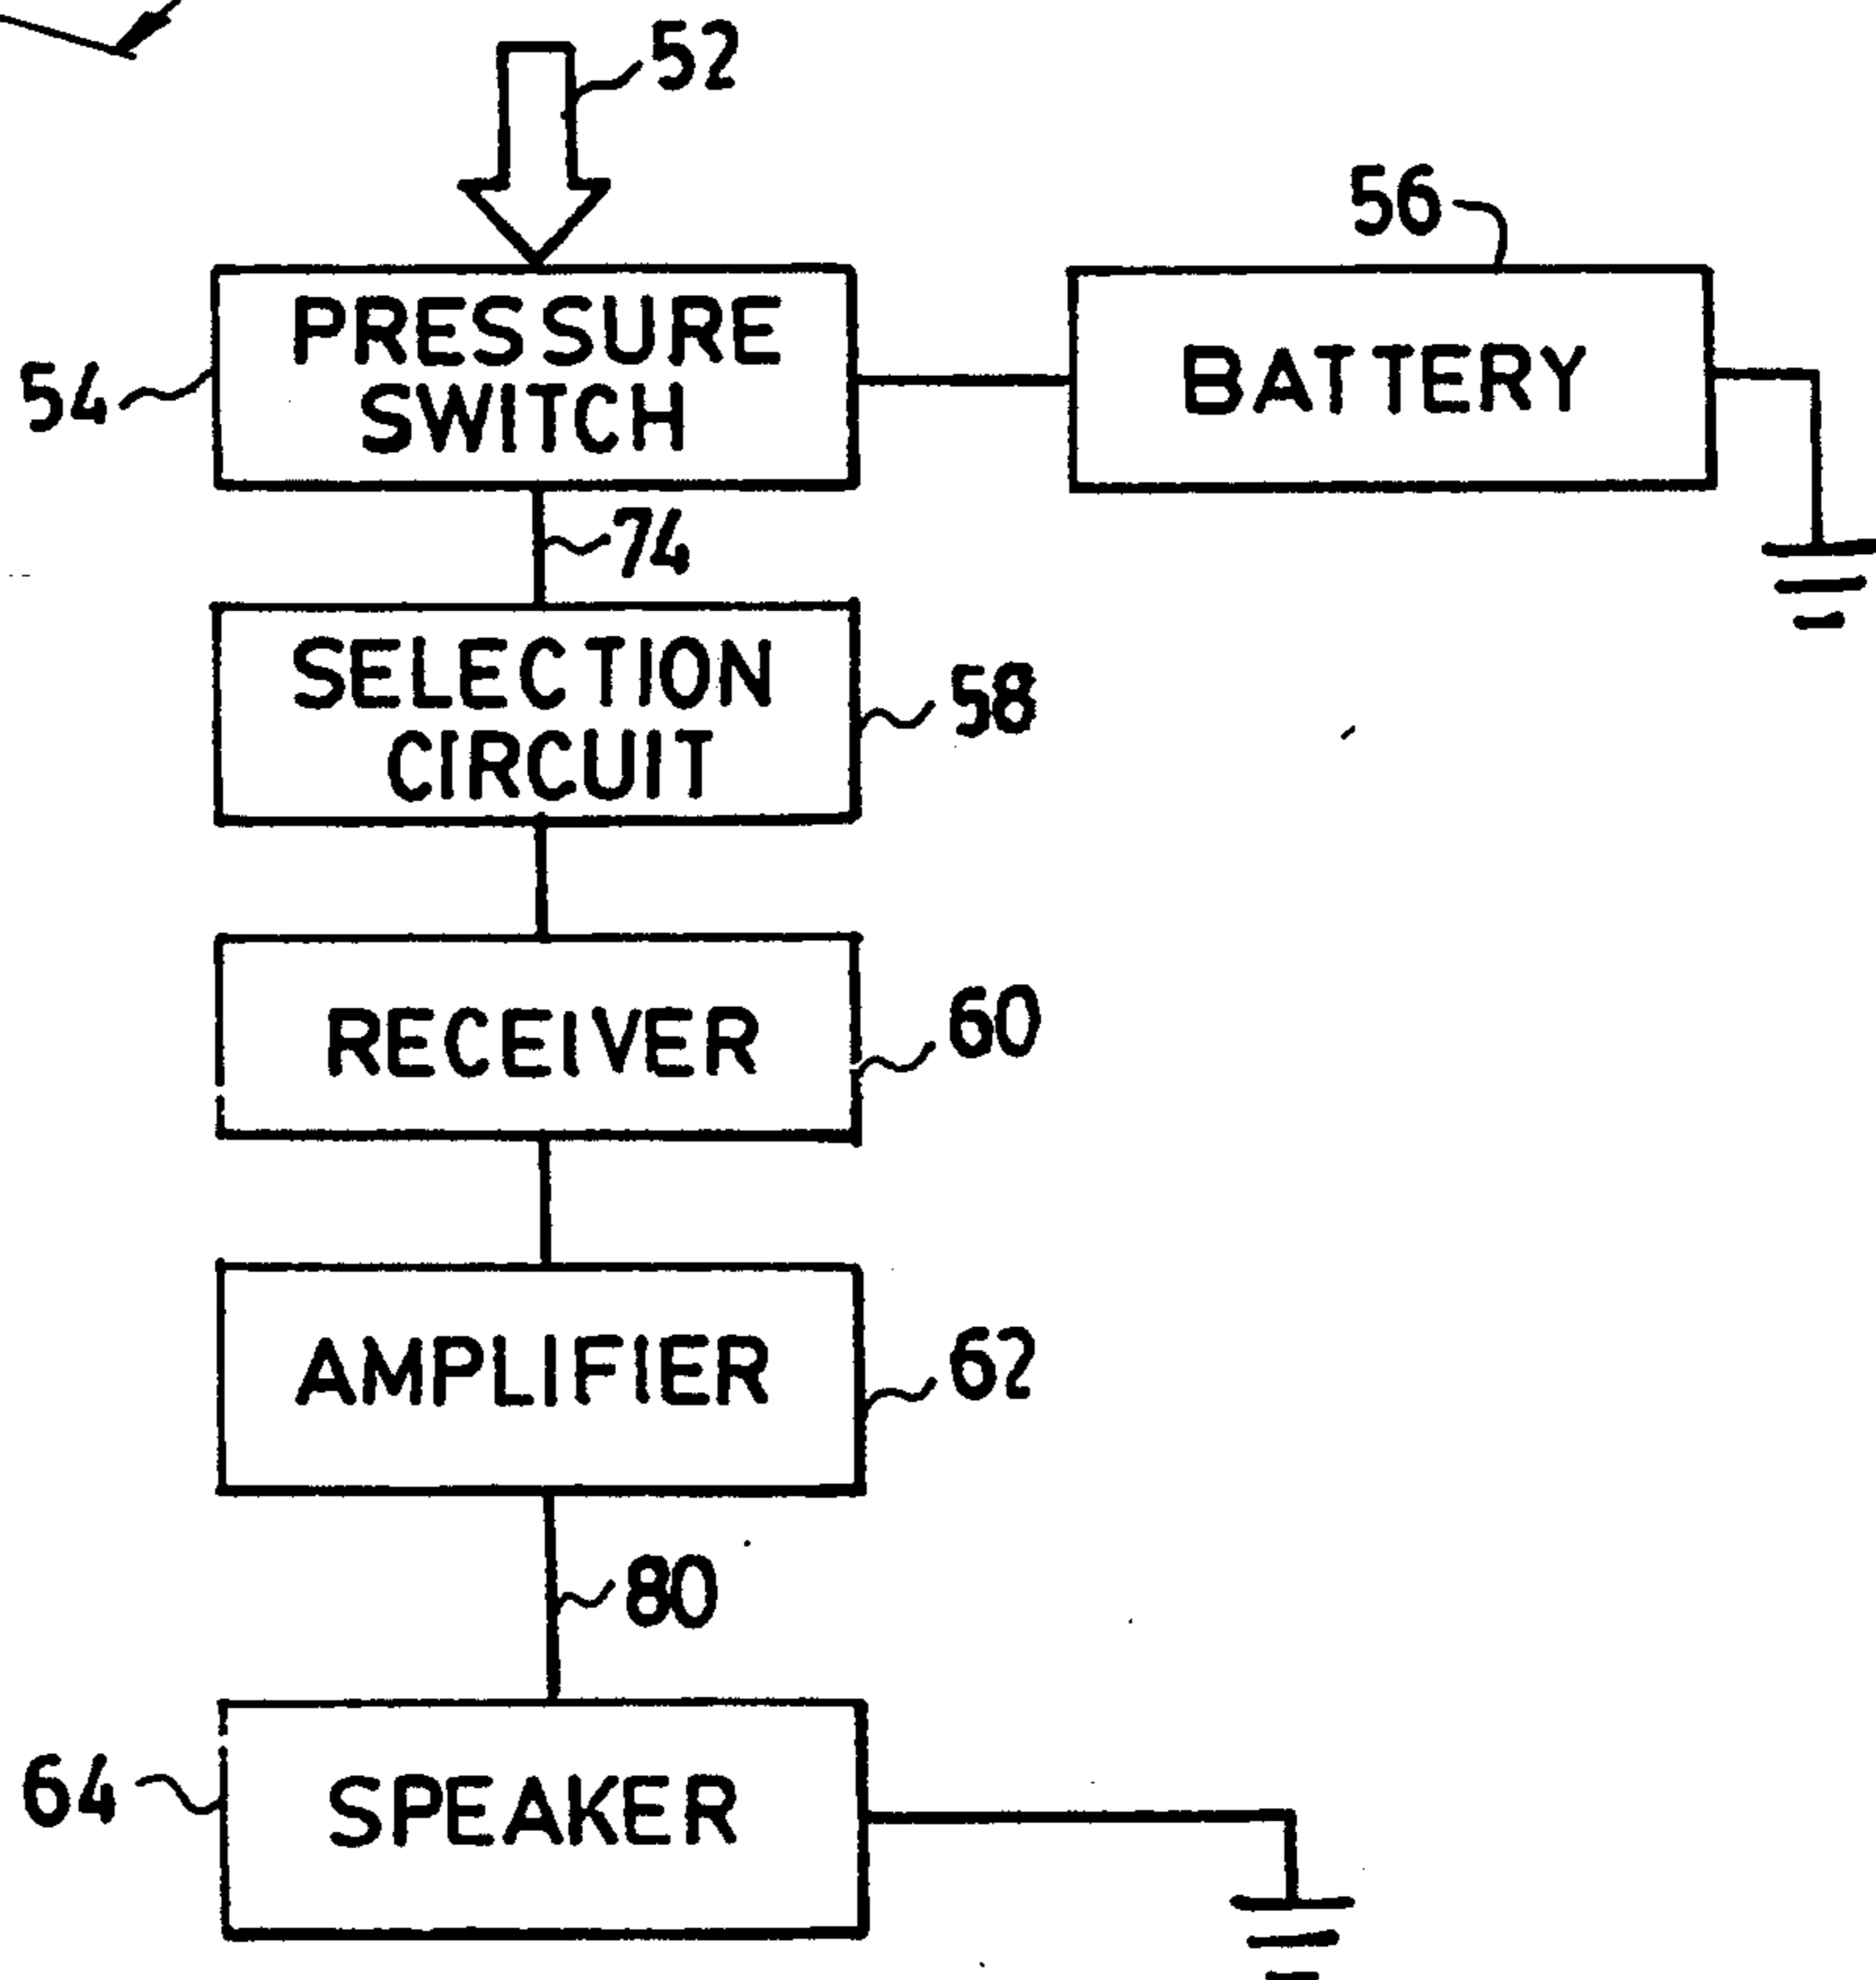 52
56
PRESSURE
SWITCH
54
BATTERY
74
SELECTION
CIRCUIT
58
RECEIVER
60
AMPLIFIER
62
80
SPEAKER
64